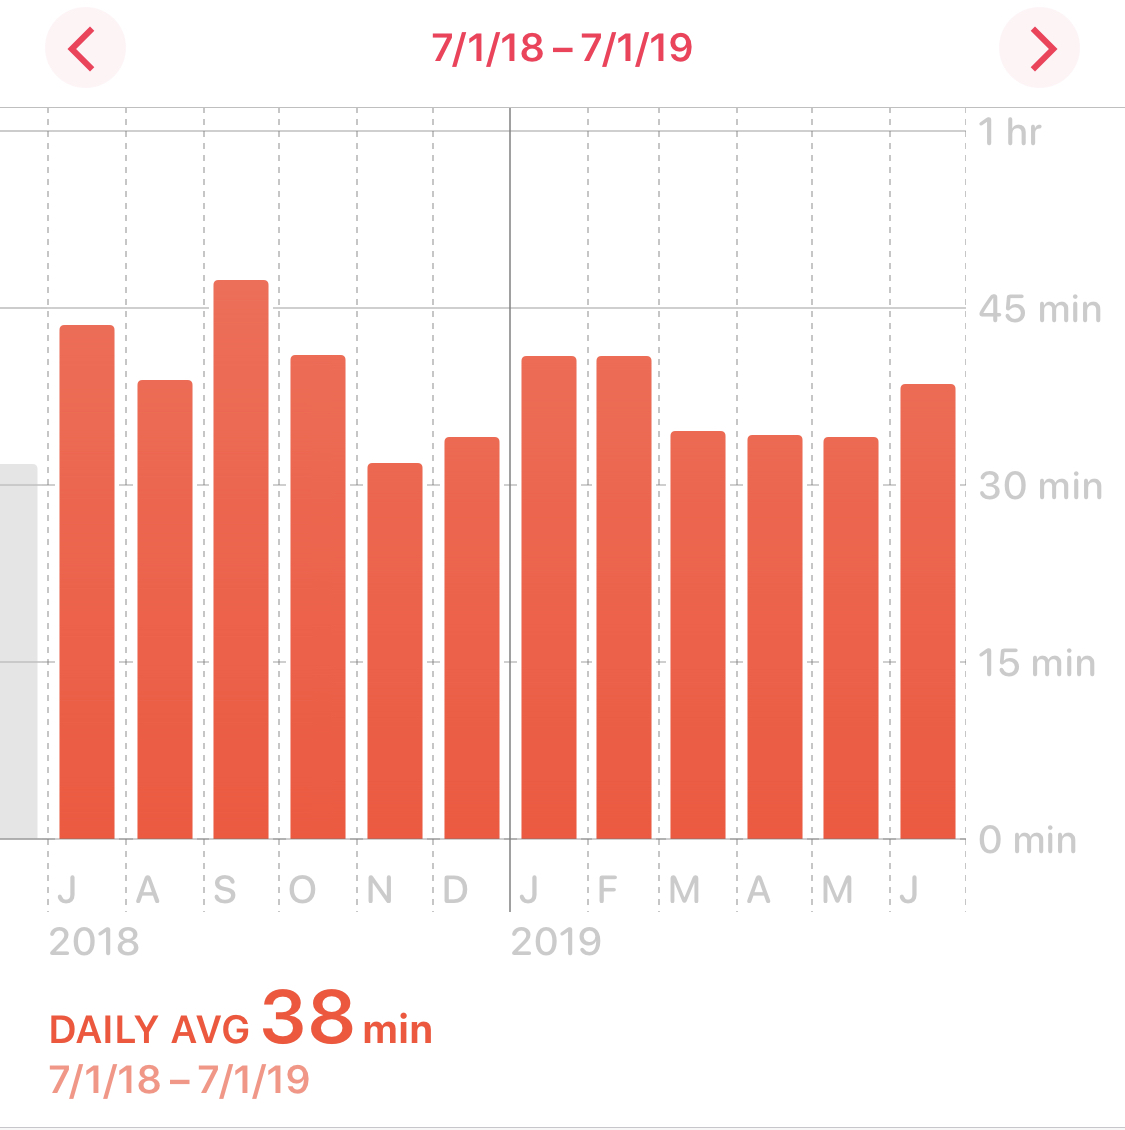 7/1/18 – 7/1/19
1 hr
45 min
30 min
15 min
0 min
J A S O N D J F M A M J
2018 2019
DAILY AVG 38 min
7/1/18 – 7/1/19